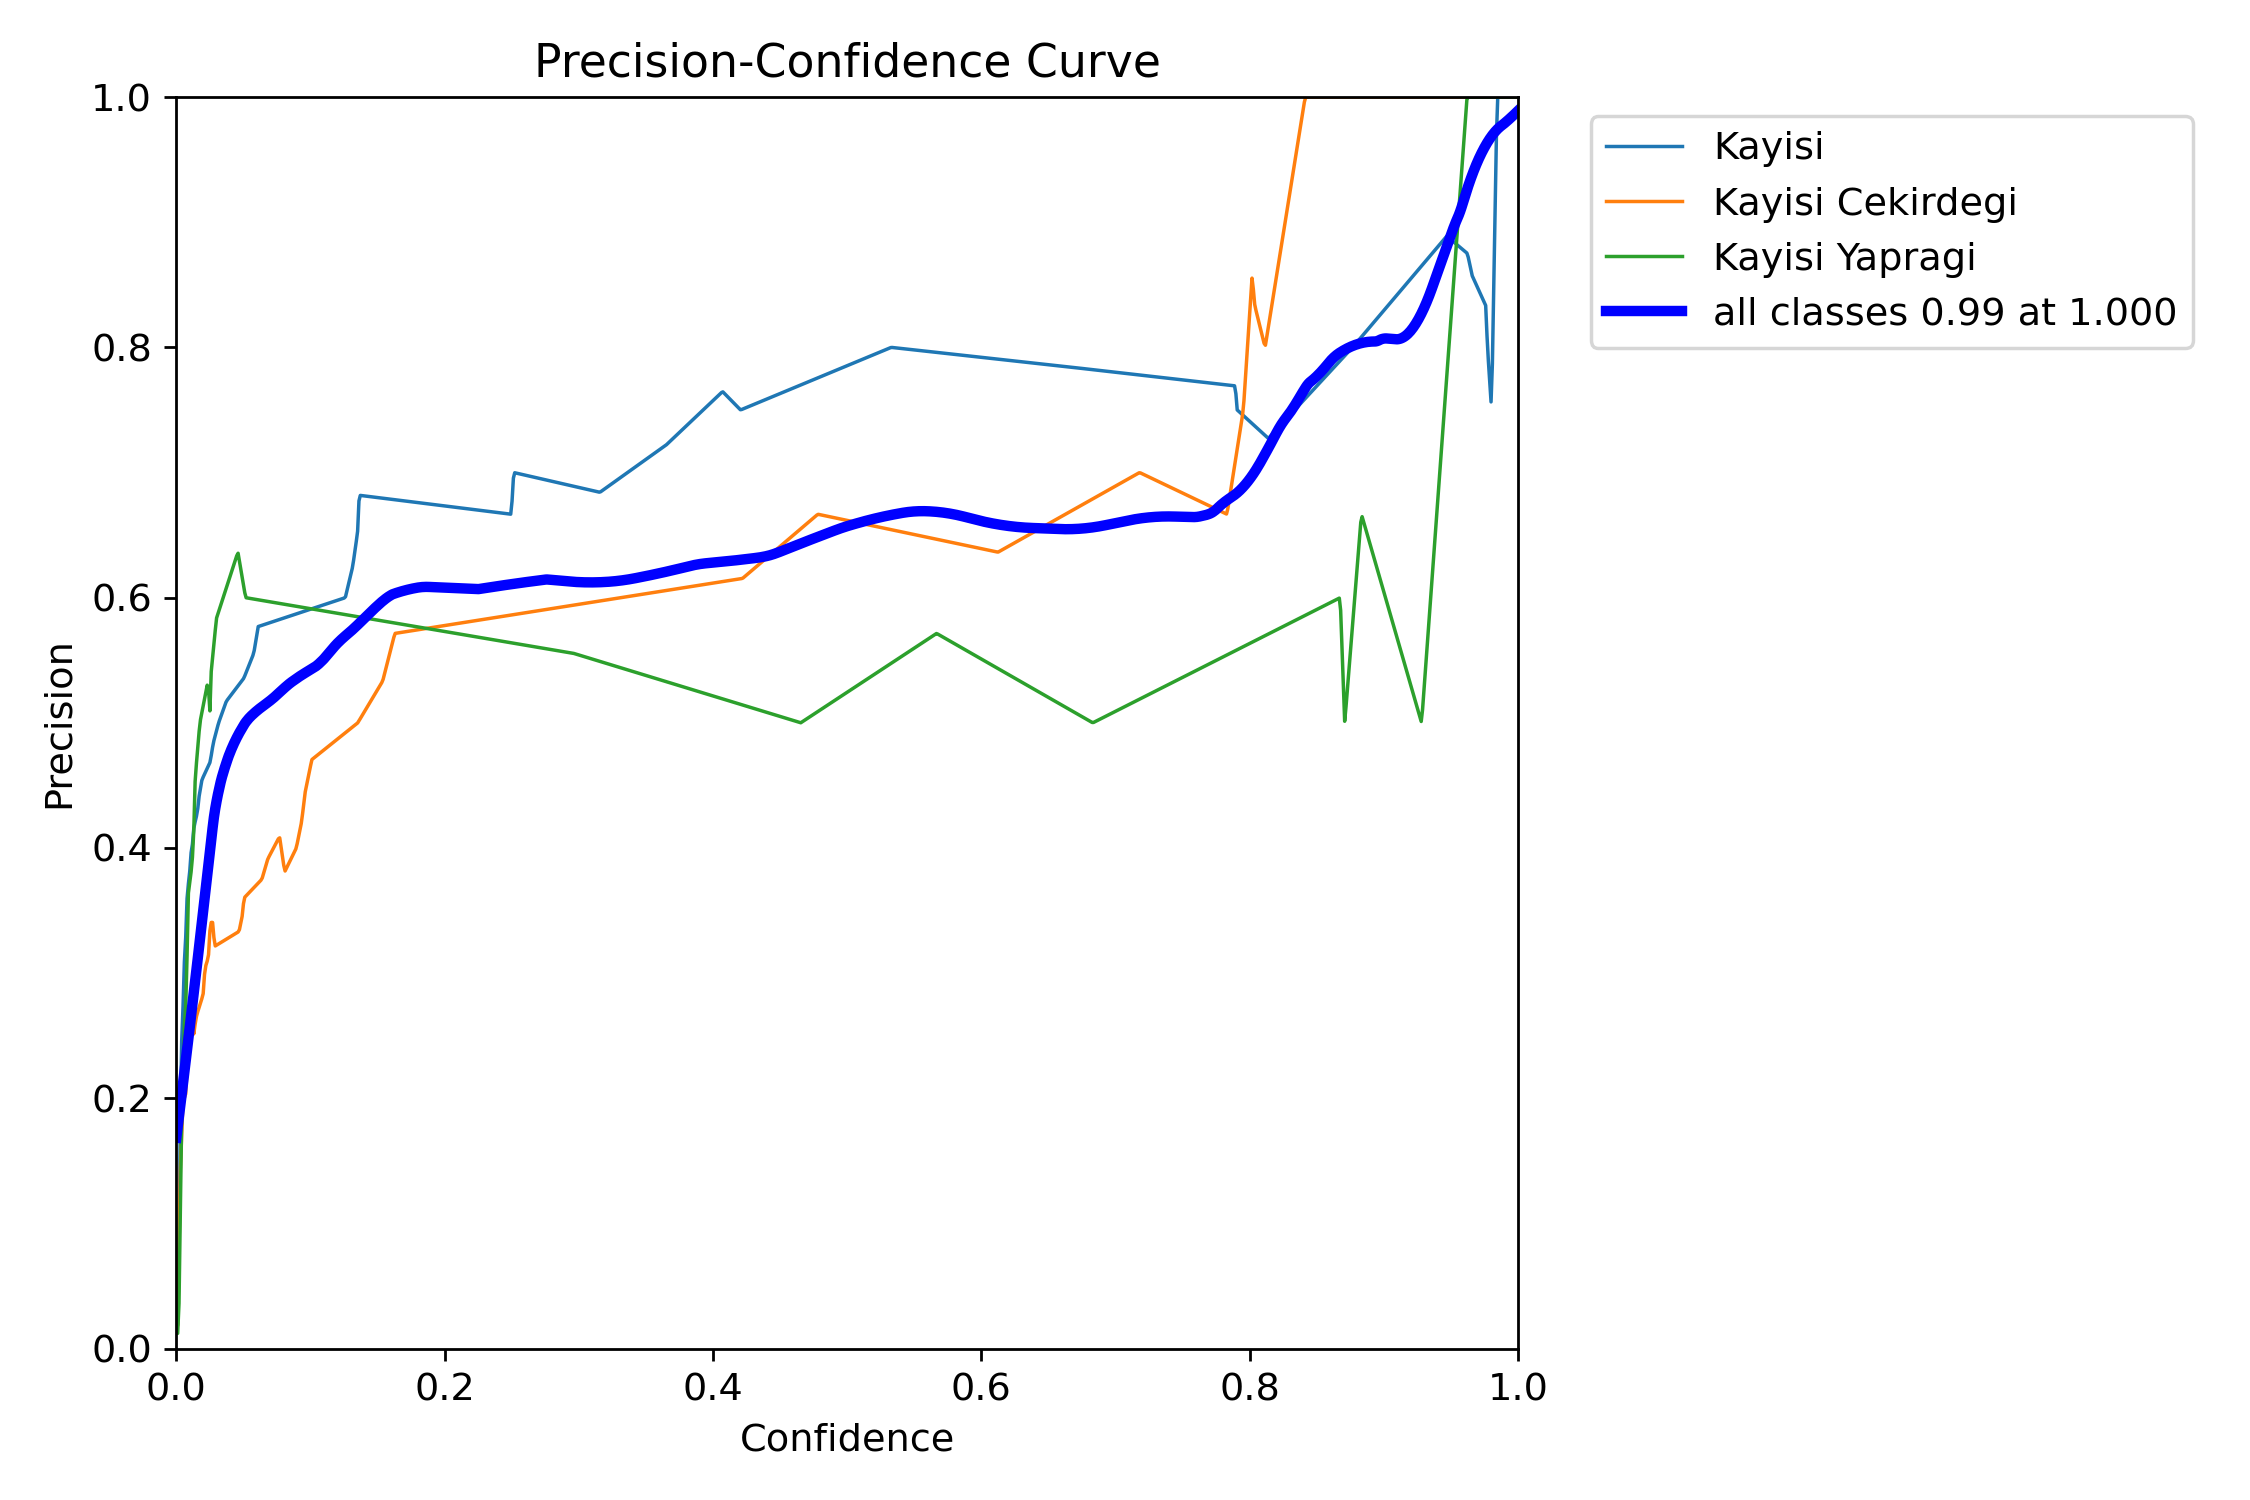 Precision-Confidence Curve
1.0
0.8
0.6
0.4
0.2
0.0
Precision
0.0 0.2 0.4 0.6 0.8 1.0
Confidence
Kayisi
Kayisi Cekirdegi
Kayisi Yapragi
all classes 0.99 at 1.000